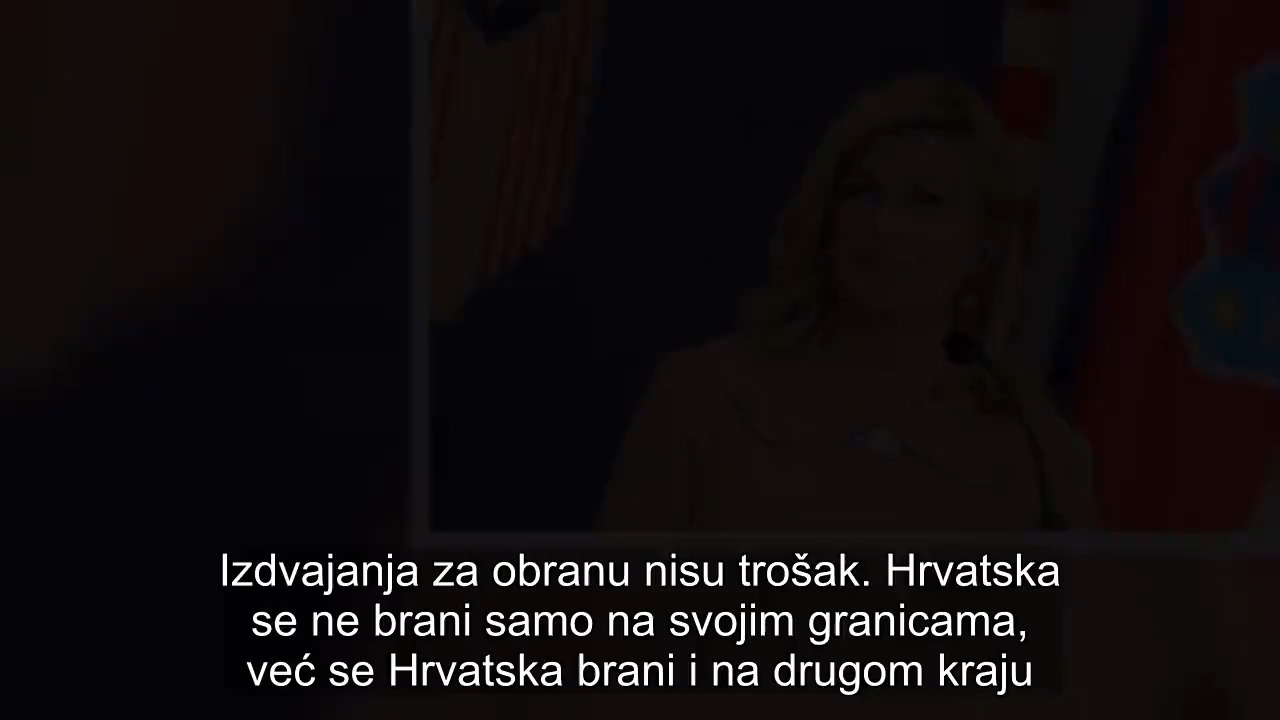 Izdvajanja za obranu nisu trošak. Hrvatska
se ne brani samo na svojim granicama,
već se Hrvatska brani i na drugom kraju